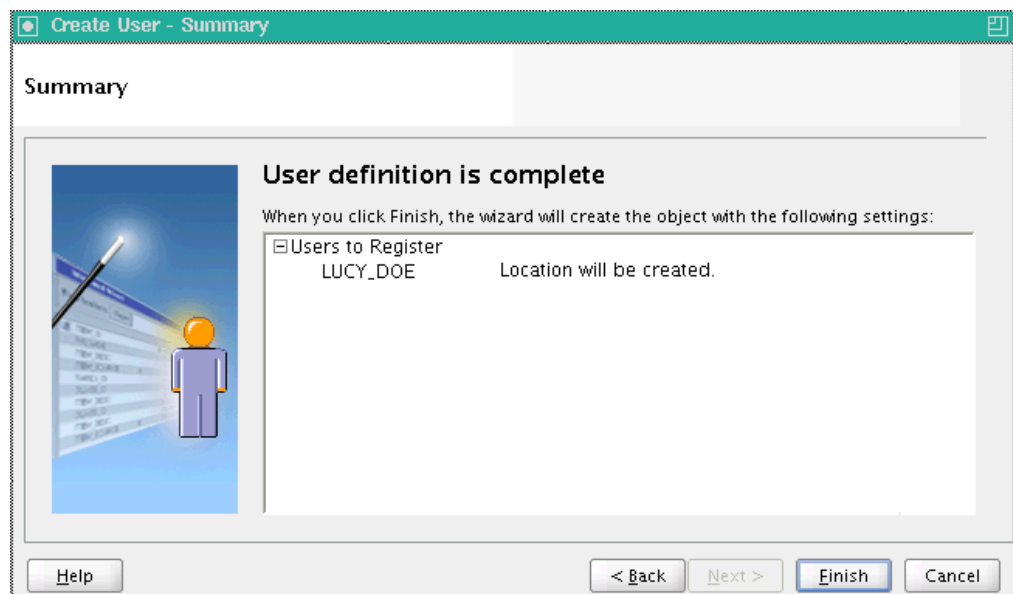 Create User - Summary
Summary
User definition is complete
When you click Finish, the wizard will create the object with the following settings:
Users to Register
LUCY_DOE Location will be created.
Help < Back Next > Finish Cancel